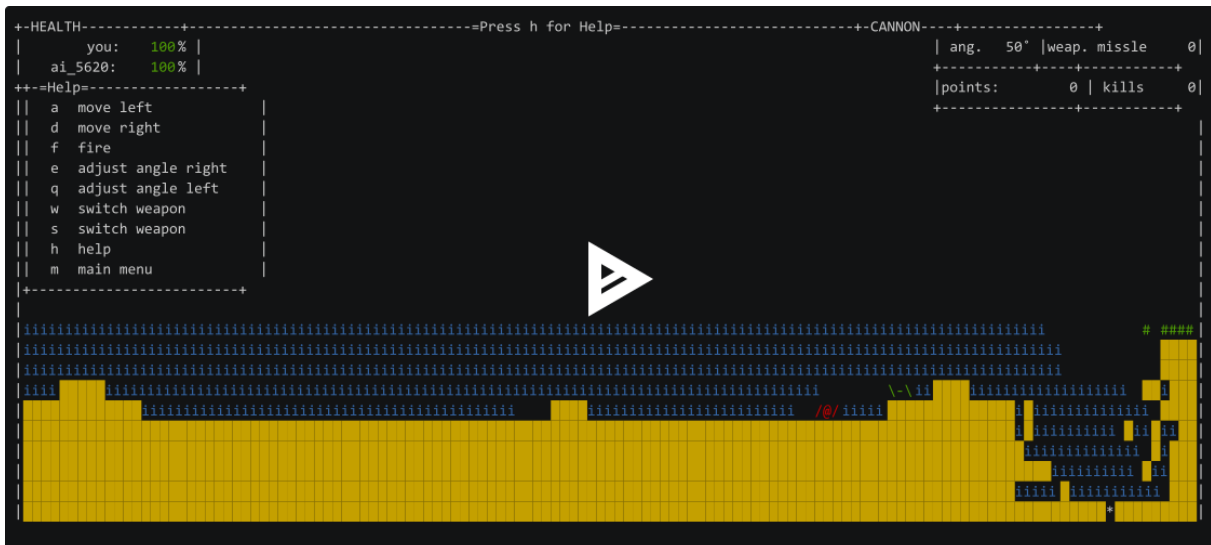 +-HEALTH------------+----------------------------------=Press h for Help=----------------------------+-CANNON----+----------------+
| you: 100% | | ang. 50° |weap. missle 0|
| ai_5620: 100% | +-----------+----+-----------+
++-=Help=------------------+ |points: 0 | kills 0|
|| a move left | +----------------+-----------+
|| d move right |
|| f fire |
|| e adjust angle right |
|| q adjust angle left |
|| w switch weapon |
|| s switch weapon |
|| h help |
|| m main menu |
|+--------------------------+
# ####
\-\
/@/
*